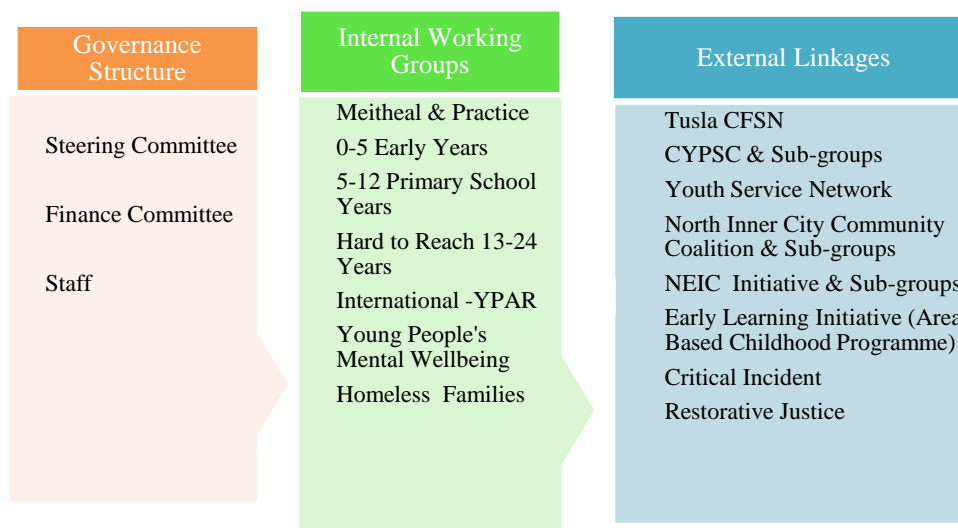 Governance
Structure
Steering Committee
Finance Committee
Staff
Internal Working
Groups
Meitheal & Practice
0-5 Early Years
5-12 Primary School
Years
Hard to Reach 13-24
Years
International -YPAR
Young People's
Mental Wellbeing
Homeless  Families
External Linkages
Tusla CFSN
CYPSC & Sub-groups
Youth Service Network
North Inner City Community
Coalition & Sub-groups
NEIC  Initiative & Sub-groups
Early Learning Initiative (Area
Based Childhood Programme)
Critical Incident
Restorative Justice